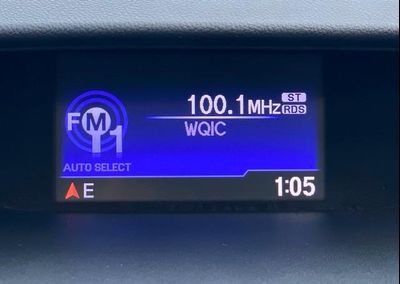 100.1MHz ST
RDS
WQIC
FM
1
AUTO SELECT
E
1:05